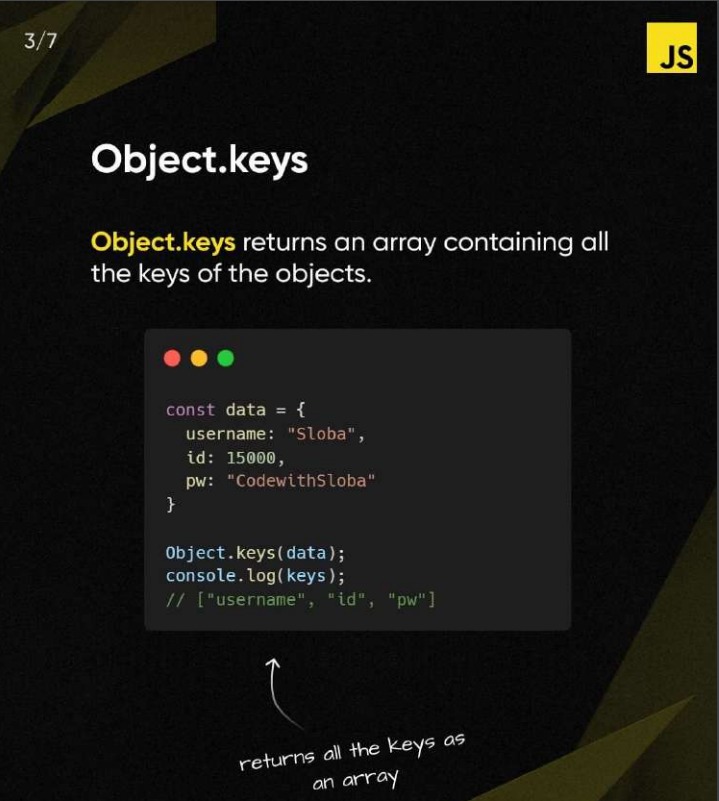 3/7
JS
Object.keys
Object.keys returns an array containing all
the keys of the objects.
const data = {
  username: "Sloba",
  id: 15000,
  pw: "CodewithSloba"
}
Object.keys(data);
console.log(keys);
// ["username", "id", "pw"]
returns all the keys as
an array